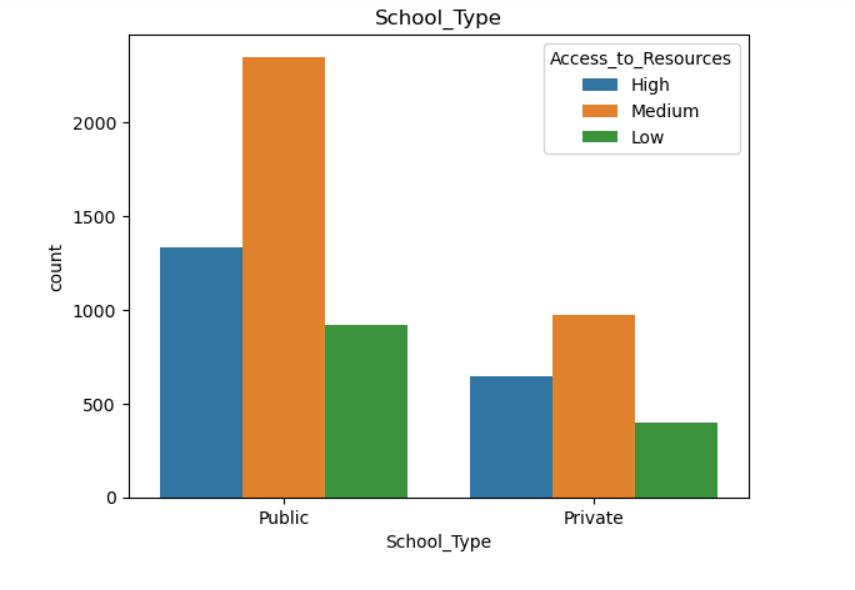 School_Type
Access_to_Resources
High
Medium
Low
2000
1500
1000
500
0
count
Public
Private
School_Type